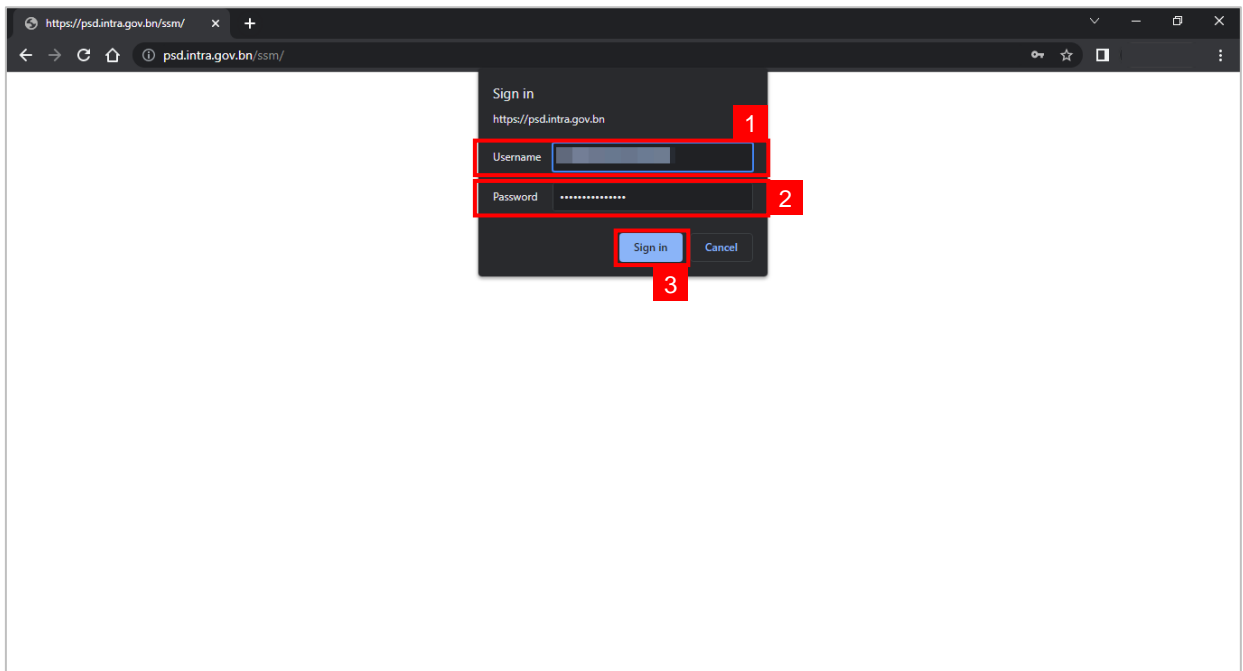 https://psd.intra.gov.bn/ssm/
psd.intra.gov.bn/ssm/
Sign in
https://psd.intra.gov.bn
1
Username
Password •••••••••••••••
2
Sign in Cancel
3